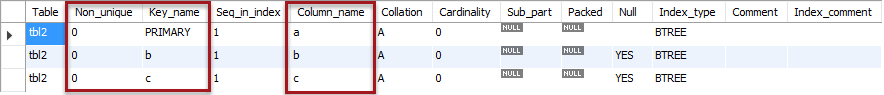 Table Non_unique Key_name Seq_in_index Column_name Collation Cardinality Sub_part Packed Null Index_type Comment Index_comment
tbl2 0 PRIMARY 1 a A 0 NULL NULL BTREE
tbl2 0 b 1 b A 0 NULL NULL YES BTREE
tbl2 0 c 1 c A 0 NULL NULL YES BTREE